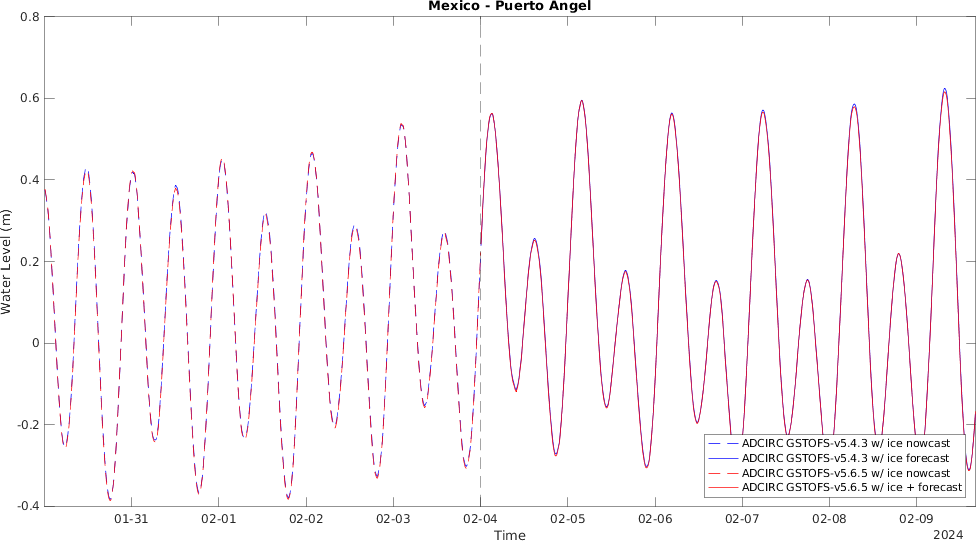 Mexico - Puerto Angel
0.8
0.6
0.4
0.2
0
-0.2
-0.4
Water Level (m)
ADCIRC GSTOFS-v5.4.3 w/ ice nowcast
ADCIRC GSTOFS-v5.4.3 w/ ice forecast
ADCIRC GSTOFS-v5.6.5 w/ ice nowcast
ADCIRC GSTOFS-v5.6.5 w/ ice + forecast
01-31 02-01 02-02 02-03 02-04 02-05 02-06 02-07 02-08 02-09
Time
2024